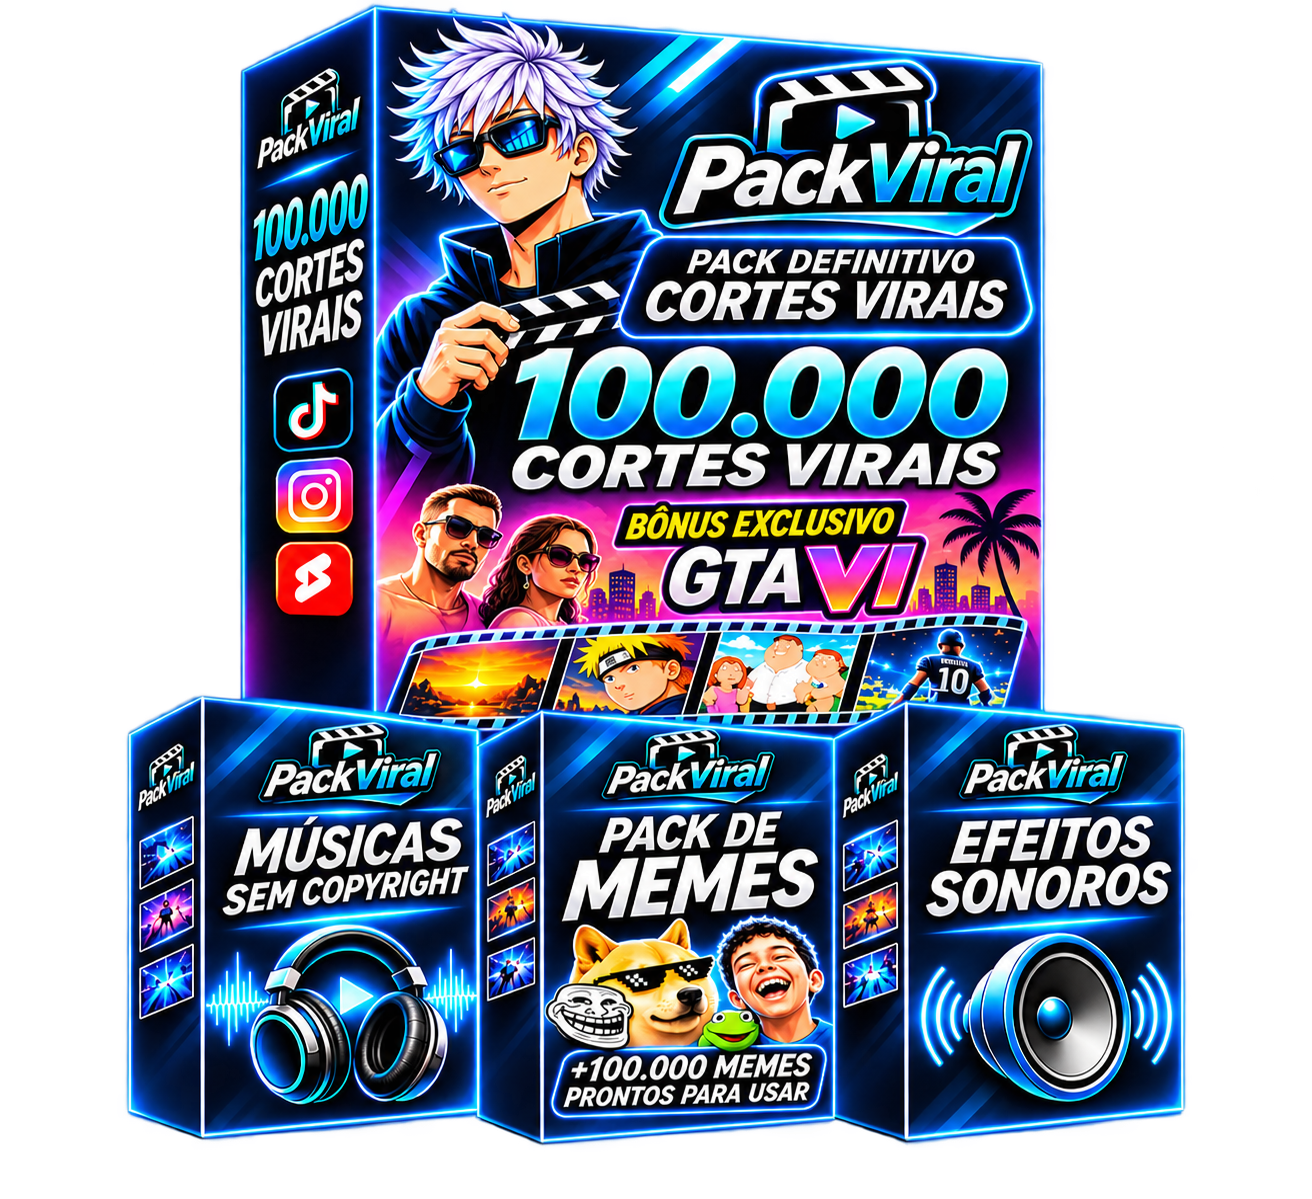 PackViral
100.000
CORTES
VIRAIS
PackViral
PACK DEFINITIVO
CORTES VIRAIS
100.000
CORTES VIRAIS
BÔNUS EXCLUSIVO
GTA VI
10
PackViral
PackViral
MÚSICAS
SEM COPYRIGHT
PackViral
PackViral
PACK DE
MEMES
+100.000 MEMES
PRONTOS PARA USAR
PackViral
PackViral
EFEITOS
SONOROS